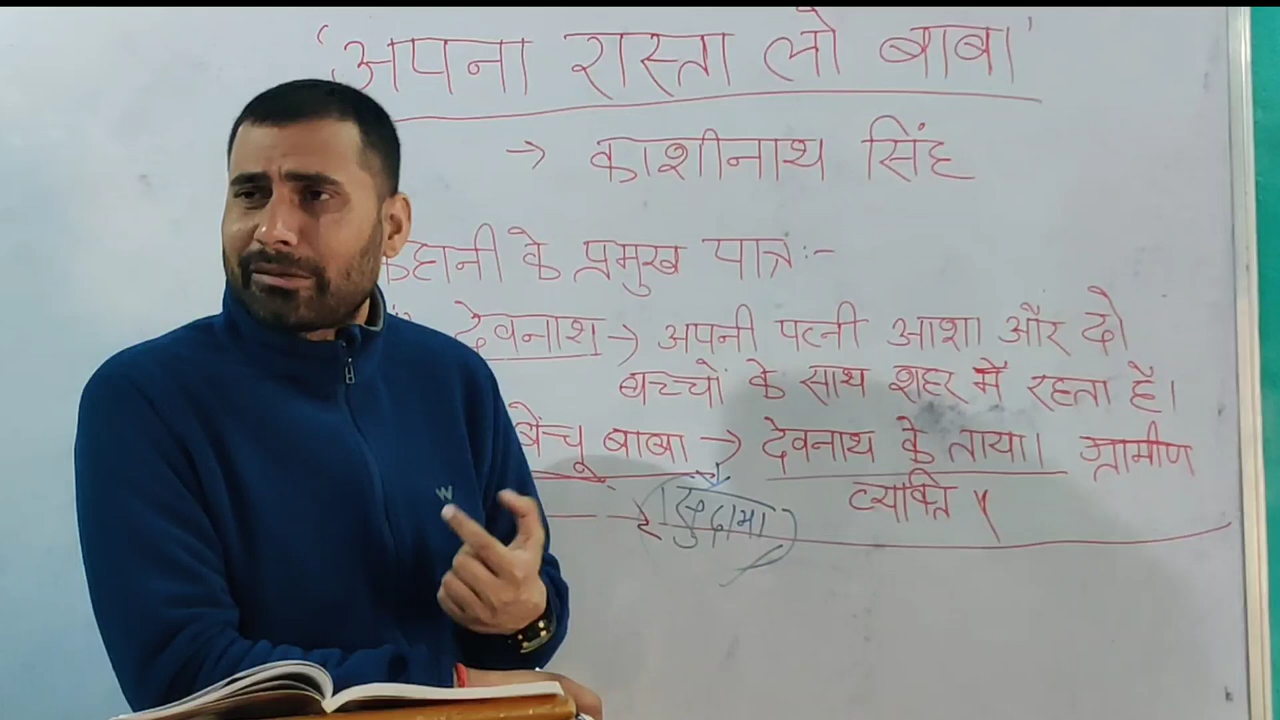 'अपना रास्ता लो बाबा'
→ काशीनाथ सिंह
कहानी के प्रमुख पात्र :-
देवनाथ → अपनी पत्नी आशा और दो
बच्चों के साथ शहर में रहता है।
बेंचू बाबा → देवनाथ के ताया। ग्रामीण
व्यक्ति
सुदामा
W